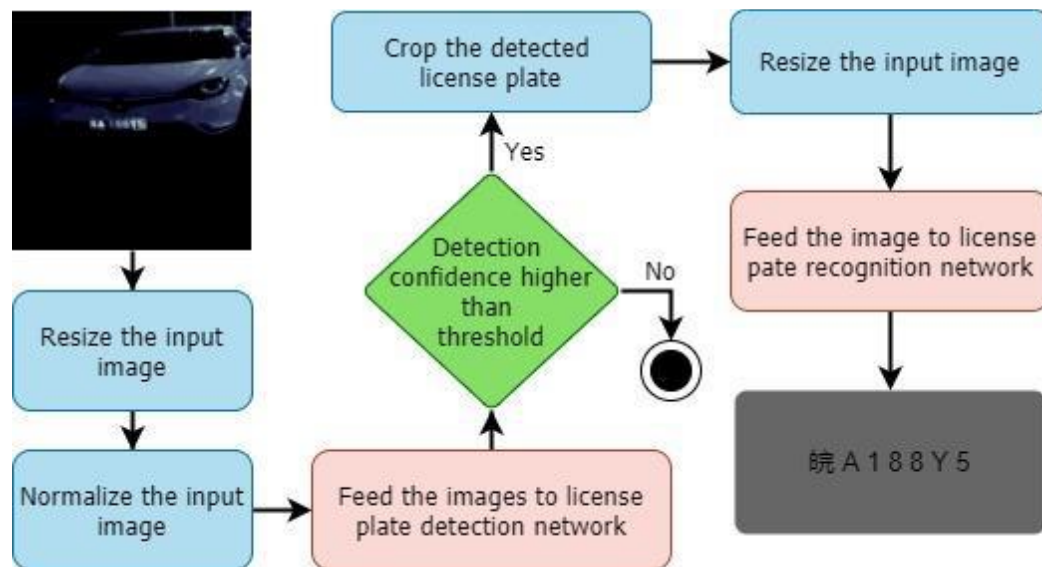 Resize the input
image
Normalize the input
image
Feed the images to license
plate detection network
Detection
confidence higher
than
threshold
Yes
No
Crop the detected
license plate
Resize the input image
Feed the image to license
pate recognition network
皖 A 1 8 8 Y 5